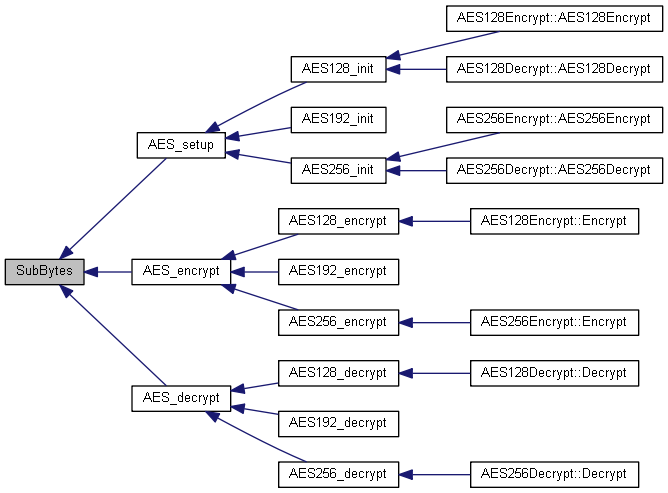 AES128Encrypt::AES128Encrypt
AES128_init
AES128Decrypt::AES128Decrypt
AES192_init
AES256Encrypt::AES256Encrypt
AES_setup
AES256_init
AES256Decrypt::AES256Decrypt
AES128_encrypt
AES128Encrypt::Encrypt
SubBytes
AES_encrypt
AES192_encrypt
AES256_encrypt
AES256Encrypt::Encrypt
AES128_decrypt
AES128Decrypt::Decrypt
AES_decrypt
AES192_decrypt
AES256_decrypt
AES256Decrypt::Decrypt